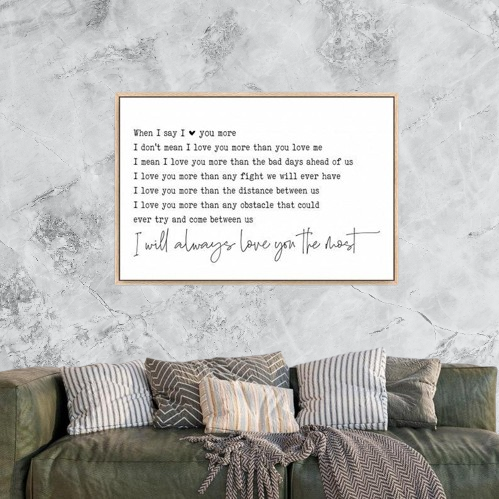 When I say I ♥ you more
I don't mean I love you more than you love me
I mean I love you more than the bad days ahead of us
I love you more than any fight we will ever have
I love you more than the distance between us
I love you more than any obstacle that could
ever try and come between us
I will always love you the most